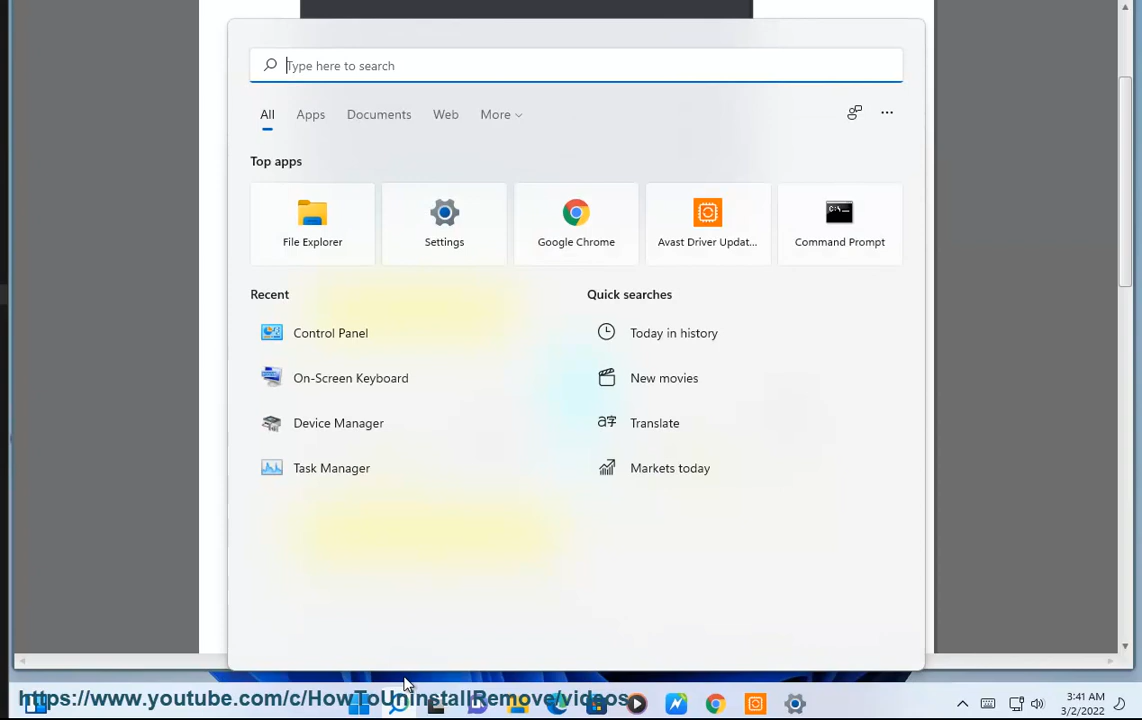 Type here to search
All Apps Documents Web More
Top apps
File Explorer Settings Google Chrome Avast Driver Updat... Command Prompt
Recent Quick searches
Control Panel Today in history
On-Screen Keyboard New movies
Device Manager Translate
Task Manager Markets today
https://www.youtube.com/c/HowToUninstallRemove/videos
3:41 AM
3/2/2022